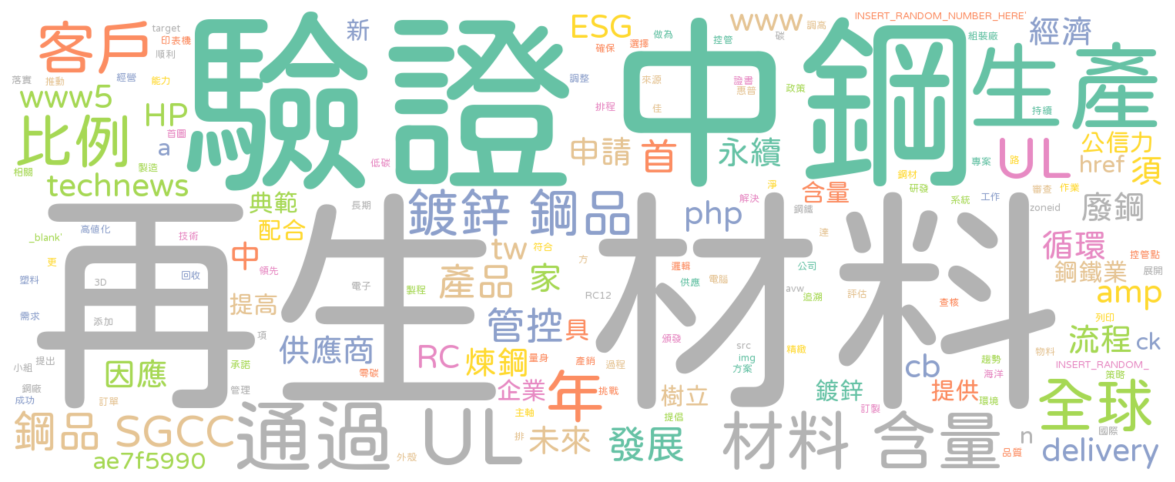 客戶
target
印表機
順利
新
驗證
中鋼
生產
ESG
www
調高
INSERT_RANDOM_NUMBER_HERE'
確保
選擇
做為
控管
碳
組裝廠
經濟
落實
推動
經營
能力
www5
HP
百圖
a
比例
製造
相關
technews
低碳
調整
排程
佳
來源
證書
思普
政策
持續
申請
首
永續
專案
UL
公信力
href
須
路
鋼材
研發
含量
淨
解決
審查
作業
系統
工作
zoneid
廢鋼
典範
配合
長期
鍍鋅 鋼品
php
鋼鐵
_blank'
高值化
技術
中
領先
tw
符合
方
邏輯
電腦
達
循環
控管點
鋼鐵業
展開
更
塑料
3D
回收
電子
產品
家
製程
RC12
供應
公司
avw
追溯
評估
查核
amp
再生
材料
需求
添加
提高
項
管控
具
頒發
src
img
方案
精緻
列印
流程
ck
小組
提出
因應
承諾
供應商
RC
煉鋼
量身
產銷
過程
cb
趨勢
海洋
物料
INSERT_RANDOM_
策略
鋼廠
成功
訂單
管理
零碳
企業
年
挑戰
樹立
鍍鋅
提供
環境
全球
鋼品
SGCC
通過
UL
主軸
排
未來
提倡
發展
材料
含量
訂製
n
國際
delivery
品質
ae7f5990
外殼